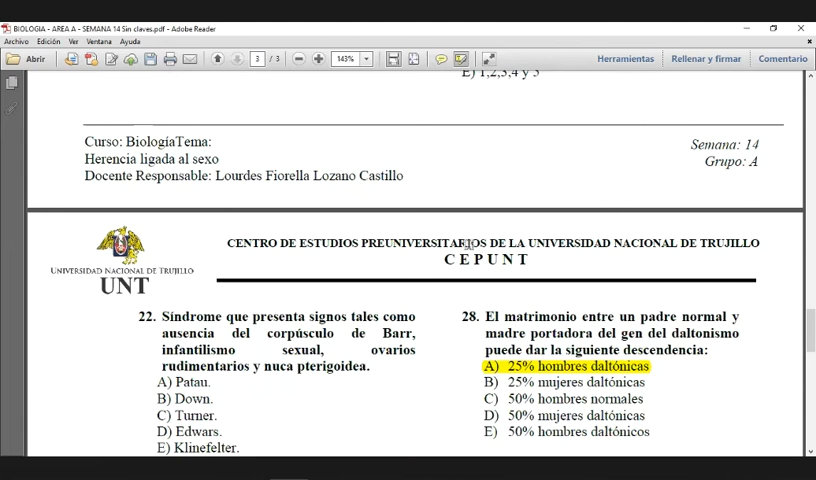 BIOLOGIA - AREA A - SEMANA 14 Sin claves.pdf - Adobe Reader
Archivo Edición Ver Ventana Ayuda
Abrir 3 / 3 143% Herramientas Rellenar y firmar Comentario
E) 1,2,3,4 y 5
Curso: BiologíaTema:
Herencia ligada al sexo
Docente Responsable: Lourdes Fiorella Lozano Castillo
Semana: 14
Grupo: A
UNIVERSIDAD NACIONAL DE TRUJILLO
UNT
CENTRO DE ESTUDIOS PREUNIVERSITARIOS DE LA UNIVERSIDAD NACIONAL DE TRUJILLO
C E P U N T
22. Síndrome que presenta signos tales como
ausencia del corpúsculo de Barr,
infantilismo sexual, ovarios
rudimentarios y nuca pterigoidea.
A) Patau.
B) Down.
C) Turner.
D) Edwars.
E) Klinefelter.
28. El matrimonio entre un padre normal y
madre portadora del gen del daltonismo
puede dar la siguiente descendencia:
A) 25% hombres daltónicas
B) 25% mujeres daltónicas
C) 50% hombres normales
D) 50% mujeres daltónicas
E) 50% hombres daltónicos